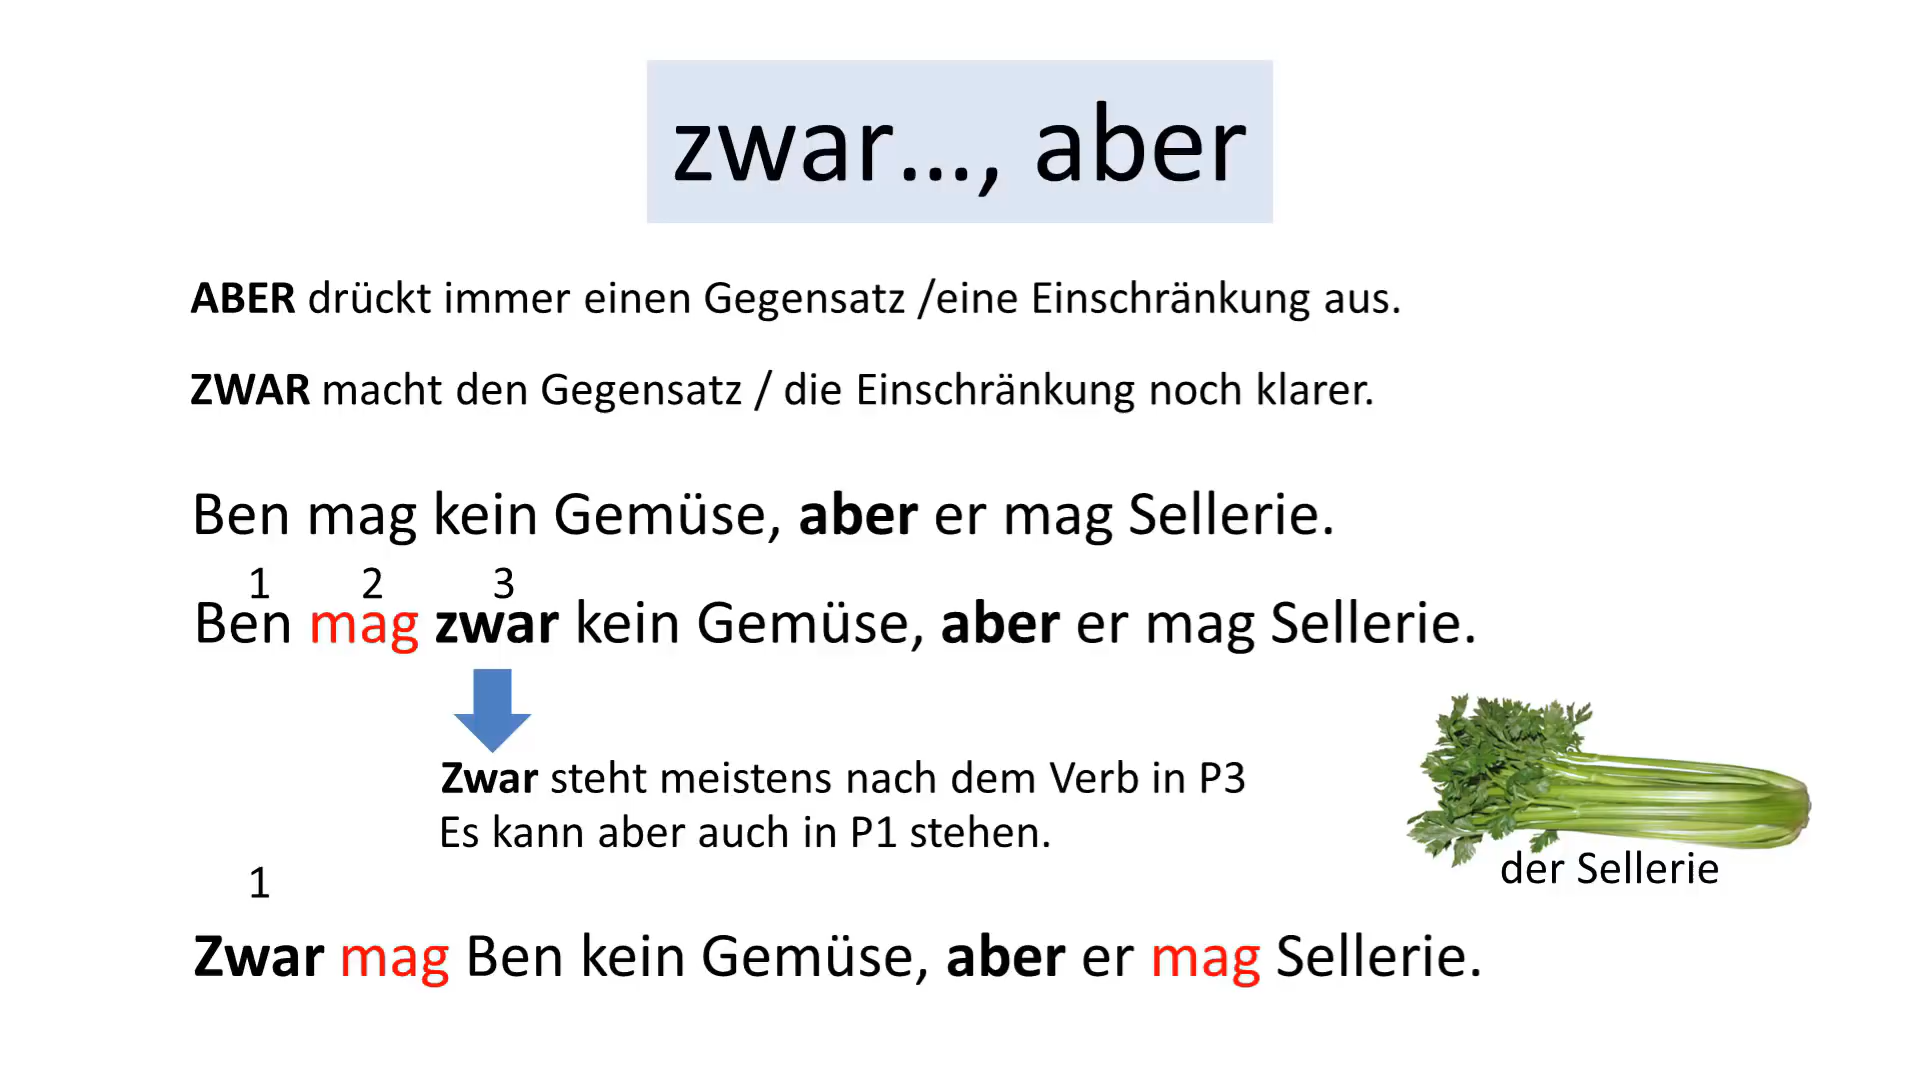 zwar..., aber
ABER drückt immer einen Gegensatz /eine Einschränkung aus.
ZWAR macht den Gegensatz / die Einschränkung noch klarer.
Ben mag kein Gemüse, aber er mag Sellerie.
1 2 3
Ben mag zwar kein Gemüse, aber er mag Sellerie.
Zwar steht meistens nach dem Verb in P3
Es kann aber auch in P1 stehen.
der Sellerie
1
Zwar mag Ben kein Gemüse, aber er mag Sellerie.